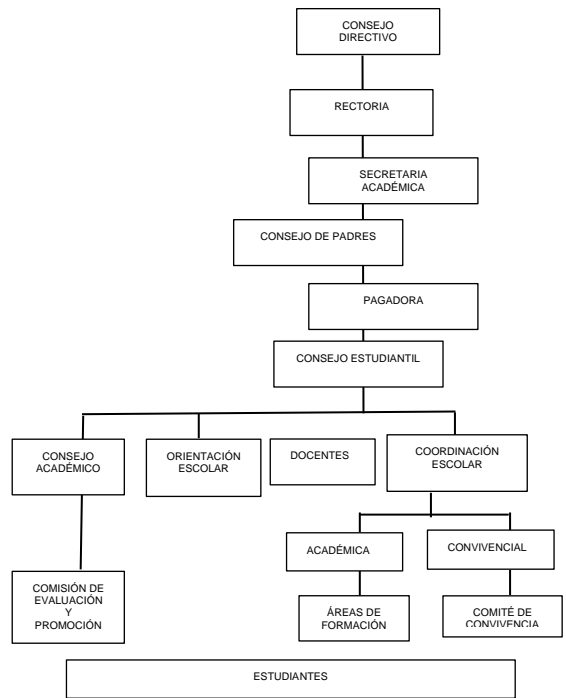 CONSEJO
DIRECTIVO
RECTORIA
SECRETARIA
ACADÉMICA
CONSEJO DE PADRES
PAGADORA
CONSEJO ESTUDIANTIL
CONSEJO
ACADÉMICO
ORIENTACIÓN
ESCOLAR
DOCENTES
COORDINACIÓN
ESCOLAR
ACADÉMICA
CONVIVENCIAL
COMISIÓN DE
EVALUACIÓN
Y
PROMOCIÓN
ÁREAS DE
FORMACIÓN
COMITÉ DE
CONVIVENCIA
ESTUDIANTES